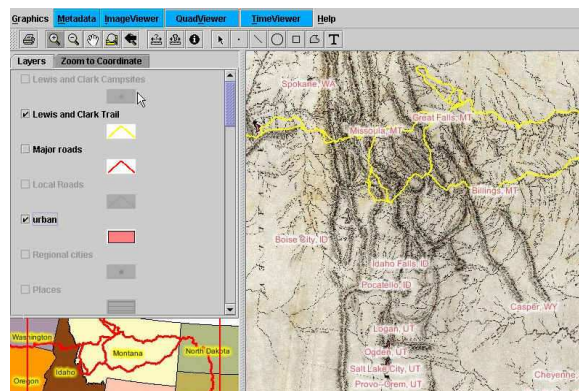 Graphics Metadata ImageViewer QuadViewer TimeViewer Help
T
Layers Zoom to Coordinate
Lewis and Clark Campsites
Lewis and Clark Trail
Major roads
Local Roads
urban
Regional cities
Places
Washington
Montana
North Dakota
Idaho
Oregon
Spokane, WA
Great Falls, MT
Missoula, MT
Billings, MT
Boise City, ID
Idaho Falls, ID
Pocatello, ID
Casper, WY
Logan, UT
Ogden, UT
Salt Lake City, UT
Cheyenne,
Provo-Orem, UT